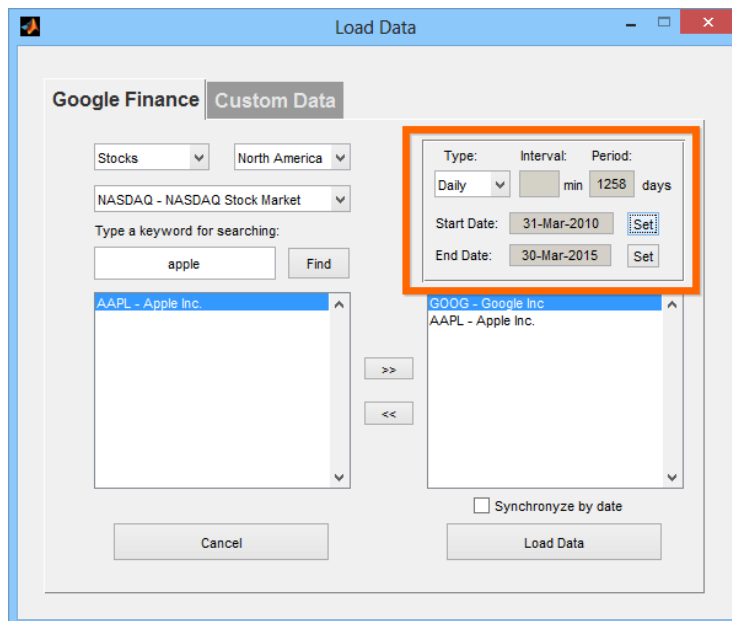 Load Data
Google Finance
Custom Data
Stocks
North America
NASDAQ - NASDAQ Stock Market
Type a keyword for searching:
apple
Find
Type:
Interval:
Period:
Daily
min
1258
days
Start Date:
31-Mar-2010
Set
End Date:
30-Mar-2015
Set
AAPL - Apple Inc.
>>
<<
GOOG - Google Inc
AAPL - Apple Inc.
Synchronyze by date
Cancel
Load Data